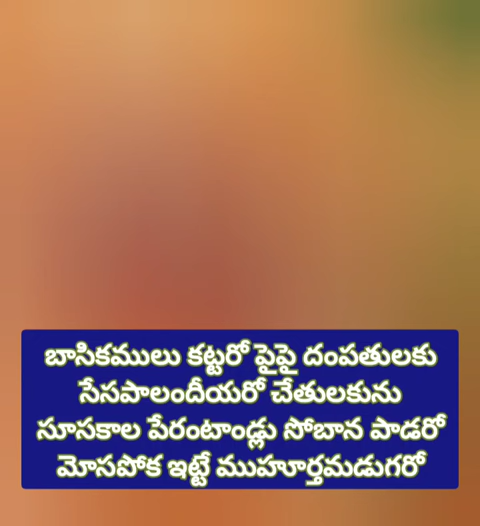 బాసికములు కట్టరో పైపై దంపతులకు
సేసపాలందీయరో చేతులకును
సూసకాల పేరంటాండ్లు సోబాన పాడరో
మోసపోక ఇట్టే ముహూర్తమడుగరో